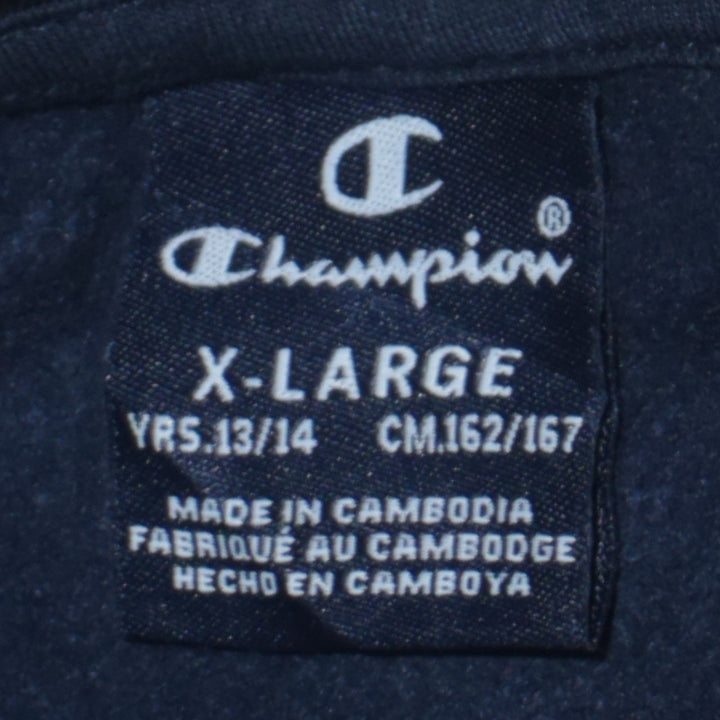 Champion®
X-LARGE
YRS.13/14 CM.162/167
MADE IN CAMBODIA
FABRIQUÉ AU CAMBODGE
HECHO EN CAMBOYA